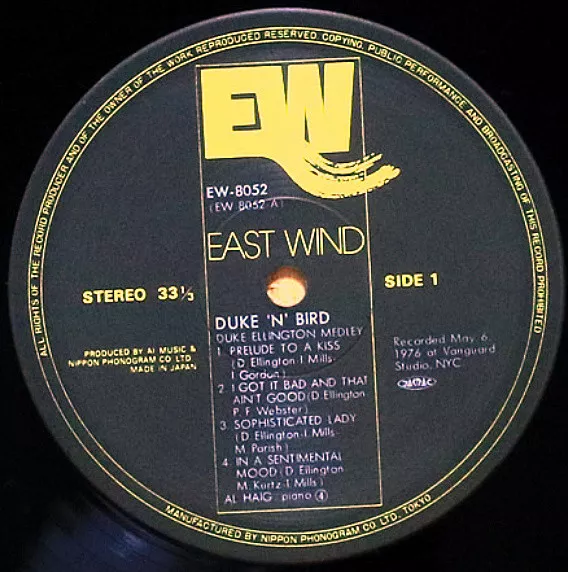 ALL RIGHTS OF THE RECORD PRODUCER AND OF THE OWNER OF THE WORK REPRODUCED RESERVED. COPYING, PUBLIC PERFORMANCE AND BROADCASTING OF THIS RECORD PROHIBITED
EW
EW-8052
(EW 8052-A)
EAST WIND
STEREO 33⅓
SIDE 1
DUKE 'N' BIRD
DUKE ELLINGTON MEDLEY
1. PRELUDE TO A KISS
(D. Ellington-I. Mills-
I. Gordon)
2. I GOT IT BAD AND THAT
AIN'T GOOD (D. Ellington
P. F. Webster)
3. SOPHISTICATED LADY
(D. Ellington-I. Mills-
M. Parish)
4. IN A SENTIMENTAL
MOOD (D. Ellington
M. Kurtz-I. Mills)
AL HAIG: piano ④
PRODUCED BY AI MUSIC &
NIPPON PHONOGRAM CO. LTD
MADE IN JAPAN
Recorded May 6,
1976 at Vanguard
Studio, NYC
MANUFACTURED BY NIPPON PHONOGRAM CO. LTD. TOKYO